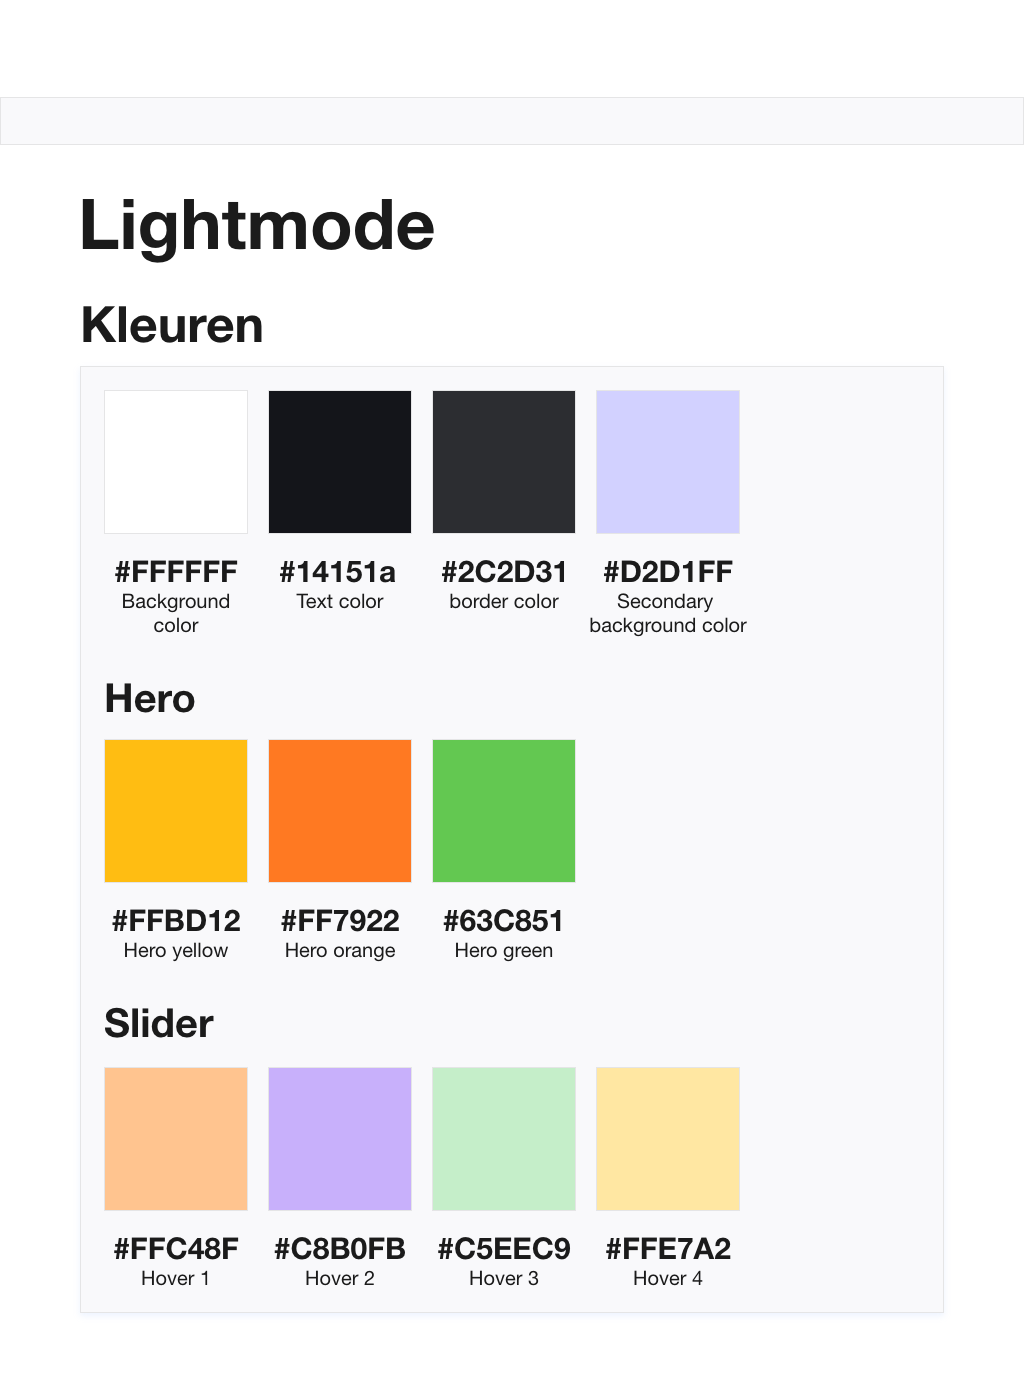 Lightmode
Kleuren
#FFFFFF #14151a #2C2D31 #D2D1FF
Background Text color border color Secondary
color background color
Hero
#FFBD12 #FF7922 #63C851
Hero yellow Hero orange Hero green
Slider
#FFC48F #C8B0FB #C5EEC9 #FFE7A2
Hover 1 Hover 2 Hover 3 Hover 4